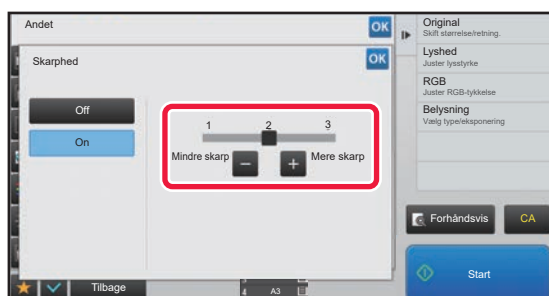 Andet
OK
Skarphed
OK
Off
On
1 2 3
Mindre skarp − + Mere skarp
Tilbage
4 A3
Original
Skift størrelse/retning.
Lyshed
Juster lysstyrke
RGB
Juster RGB-tykkelse
Belysning
Vælg type/eksponering
Forhåndsvis
CA
Start